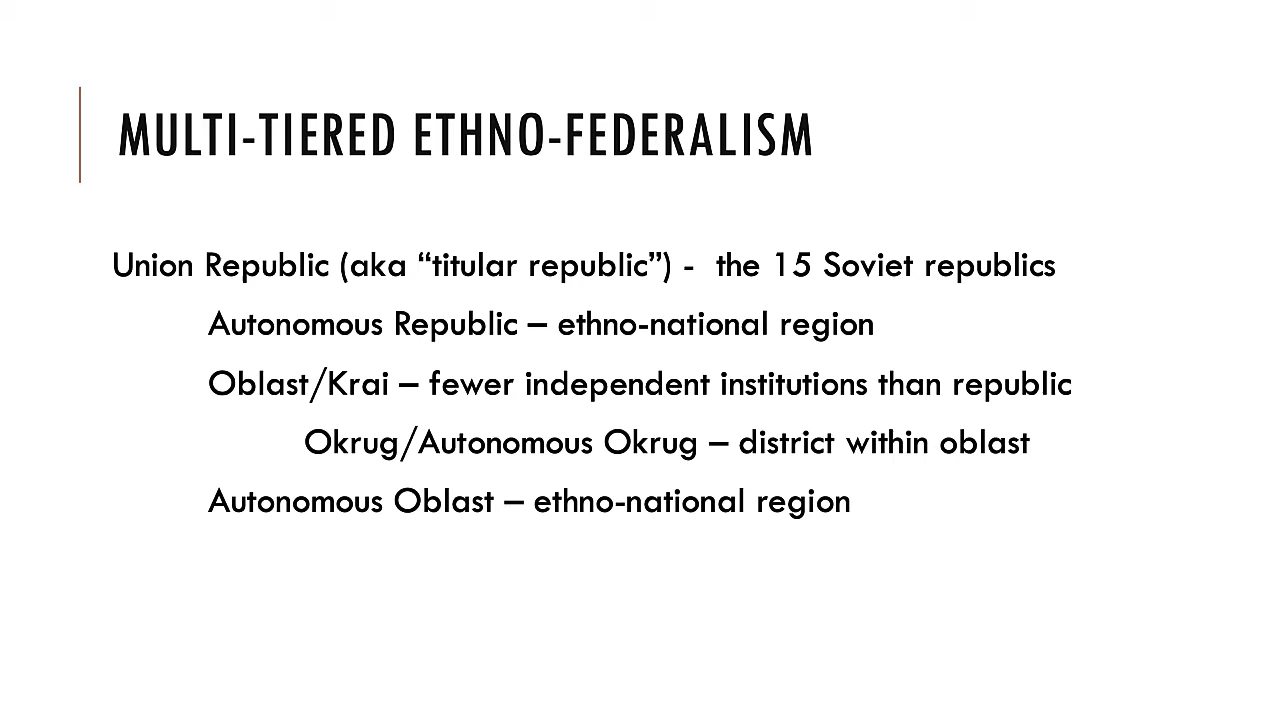 MULTI-TIERED ETHNO-FEDERALISM
Union Republic (aka “titular republic”) - the 15 Soviet republics
Autonomous Republic – ethno-national region
Oblast/Krai – fewer independent institutions than republic
Okrug/Autonomous Okrug – district within oblast
Autonomous Oblast – ethno-national region